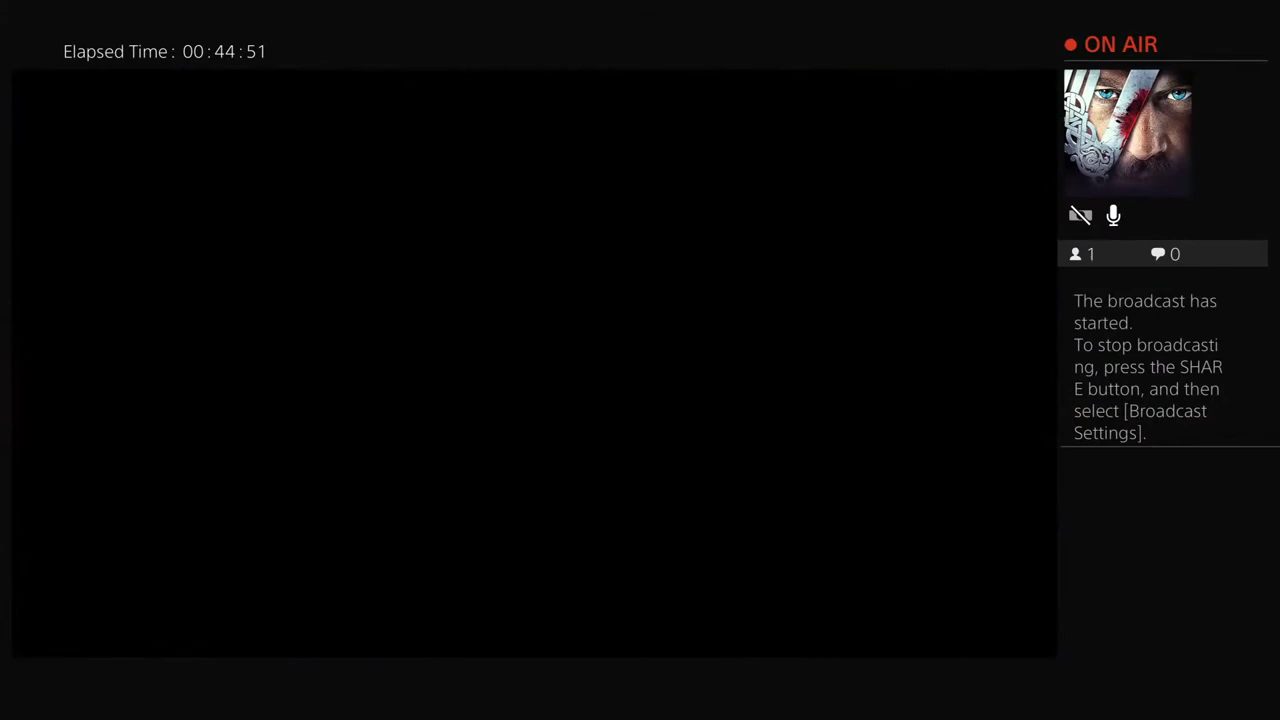 Elapsed Time: 00:44:51
ON AIR
1
0
The broadcast has
started.
To stop broadcasti
ng, press the SHAR
E button, and then
select [Broadcast
Settings].